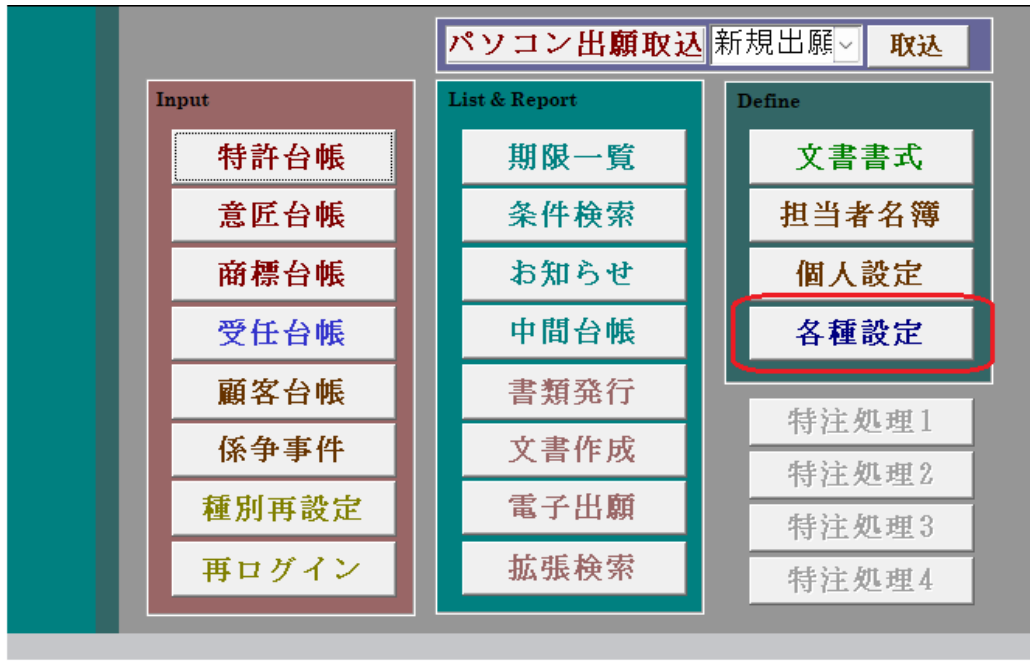 パソコン出願取込 新規出願 取込
Input
特許台帳
意匠台帳
商標台帳
受任台帳
顧客台帳
係争事件
種別再設定
再ログイン
List & Report
期限一覧
条件検索
お知らせ
中間台帳
書類発行
文書作成
電子出願
拡張検索
Define
文書書式
担当者名簿
個人設定
各種設定
特注処理1
特注処理2
特注処理3
特注処理4